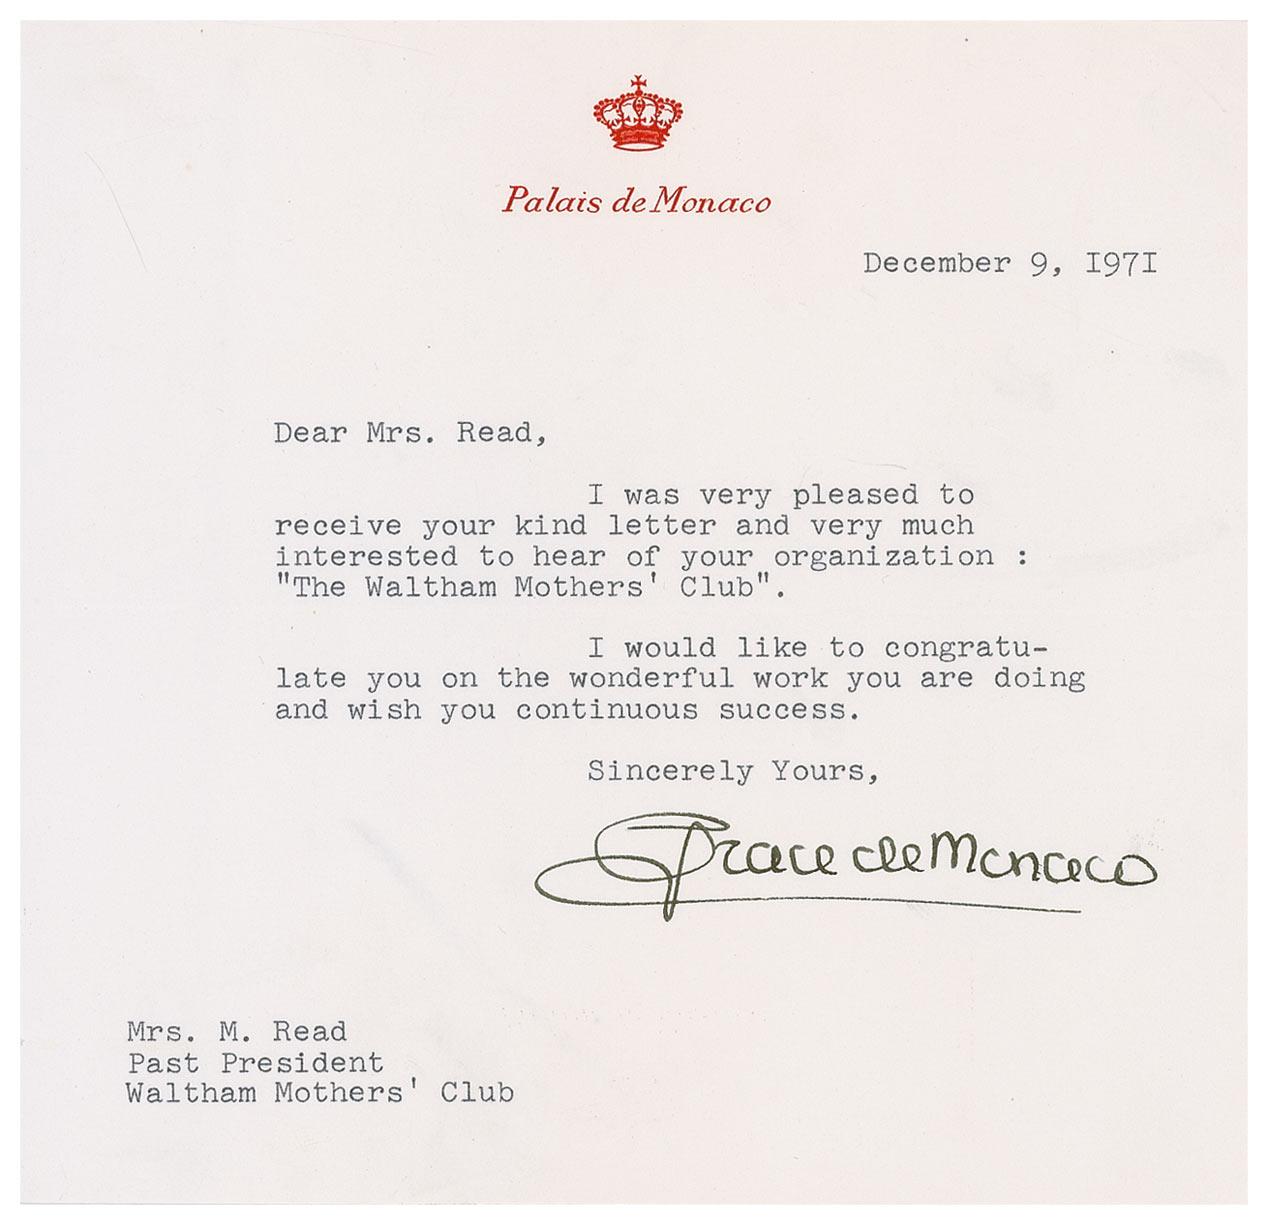 Palais de Monaco
December 9, I97I
Dear Mrs. Read,
I was very pleased to
receive your kind letter and very much
interested to hear of your organization :
"The Waltham Mothers' Club".
I would like to congratu-
late you on the wonderful work you are doing
and wish you continuous success.
Sincerely Yours,
Grace de Monaco
Mrs. M. Read
Past President
Waltham Mothers' Club